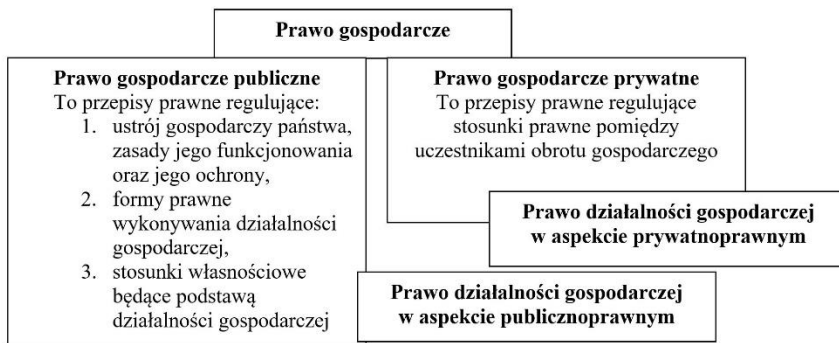 Prawo gospodarcze
Prawo gospodarcze publiczne
To przepisy prawne regulujące:
1. ustrój gospodarczy państwa,
zasady jego funkcjonowania
oraz jego ochrony,
2. formy prawne
wykonywania działalności
gospodarczej,
3. stosunki własnościowe
będące podstawą
działalności gospodarczej
Prawo gospodarcze prywatne
To przepisy prawne regulujące
stosunki prawne pomiędzy
uczestnikami obrotu gospodarczego
Prawo działalności gospodarczej
w aspekcie prywatnoprawnym
Prawo działalności gospodarczej
w aspekcie publicznoprawnym